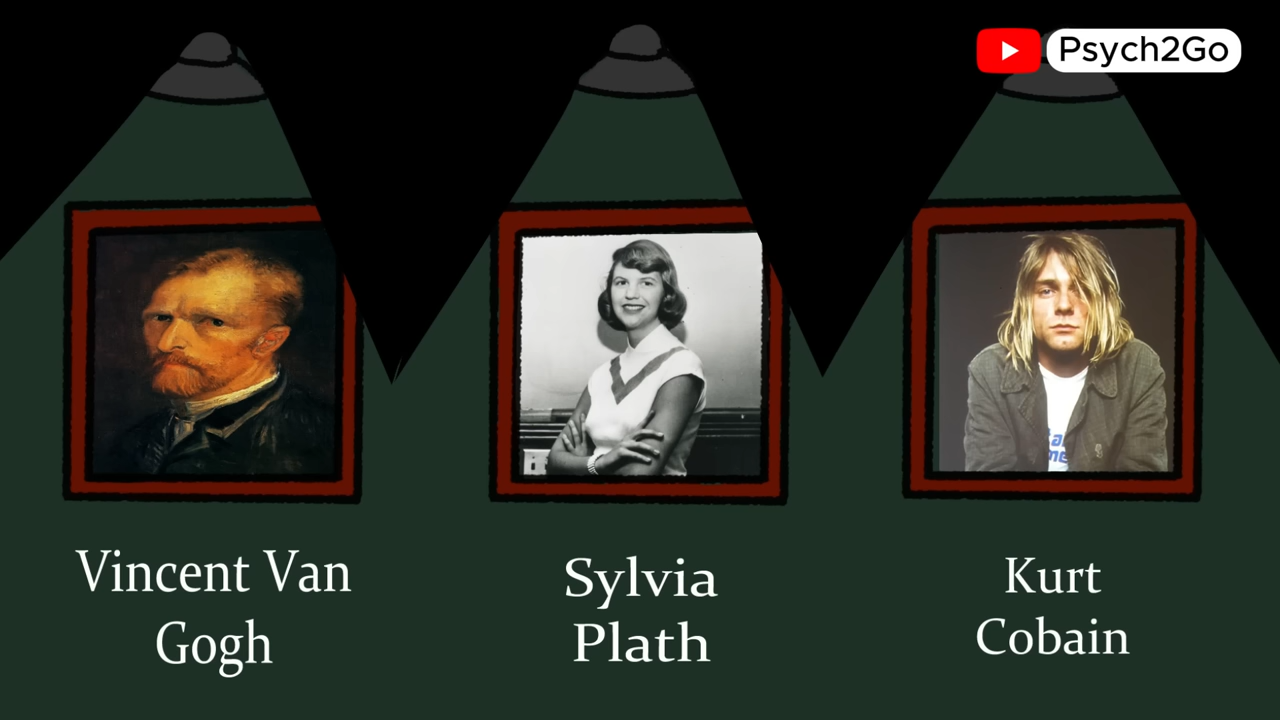 Psych2Go
Vincent Van
Gogh
Sylvia
Plath
Kurt
Cobain